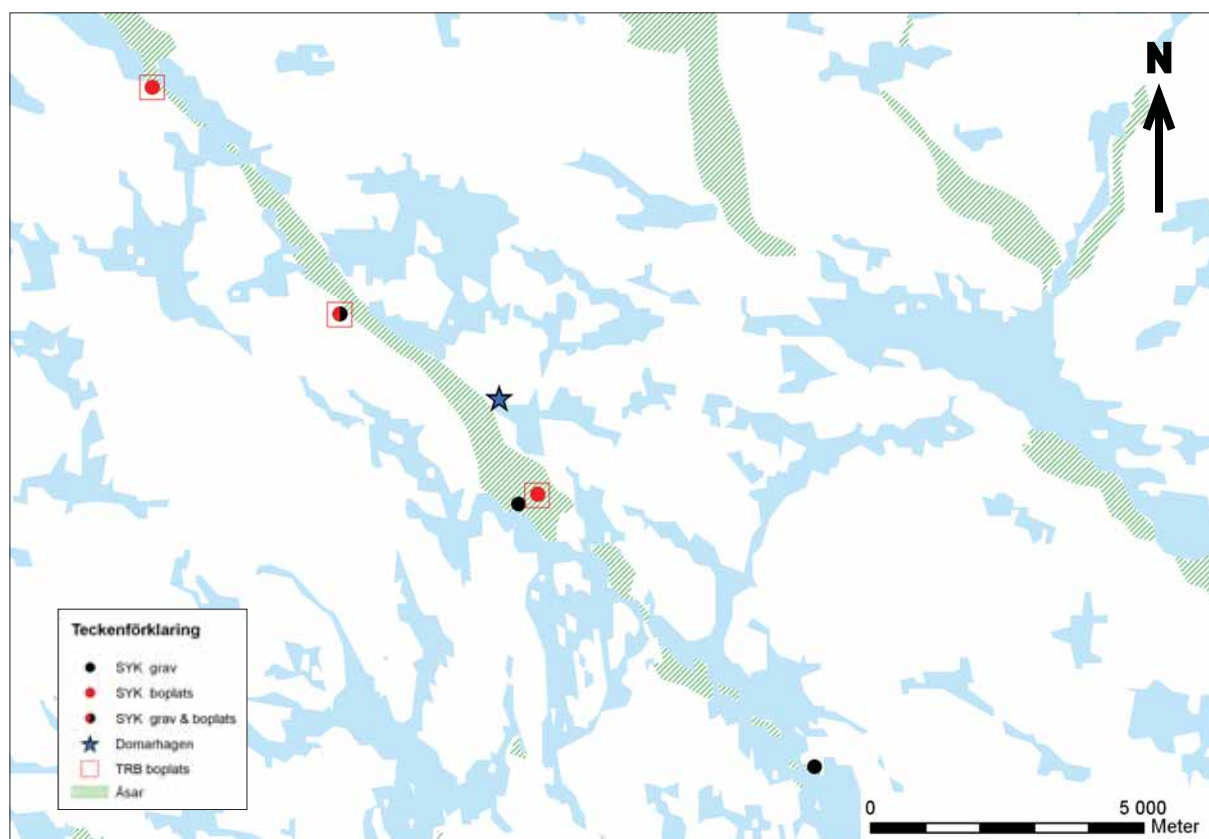 N
Teckenförklaring
SYK grav
SYK boplats
SYK grav & boplats
Domarhagen
TRB boplats
Åsar
0 5 000
Meter